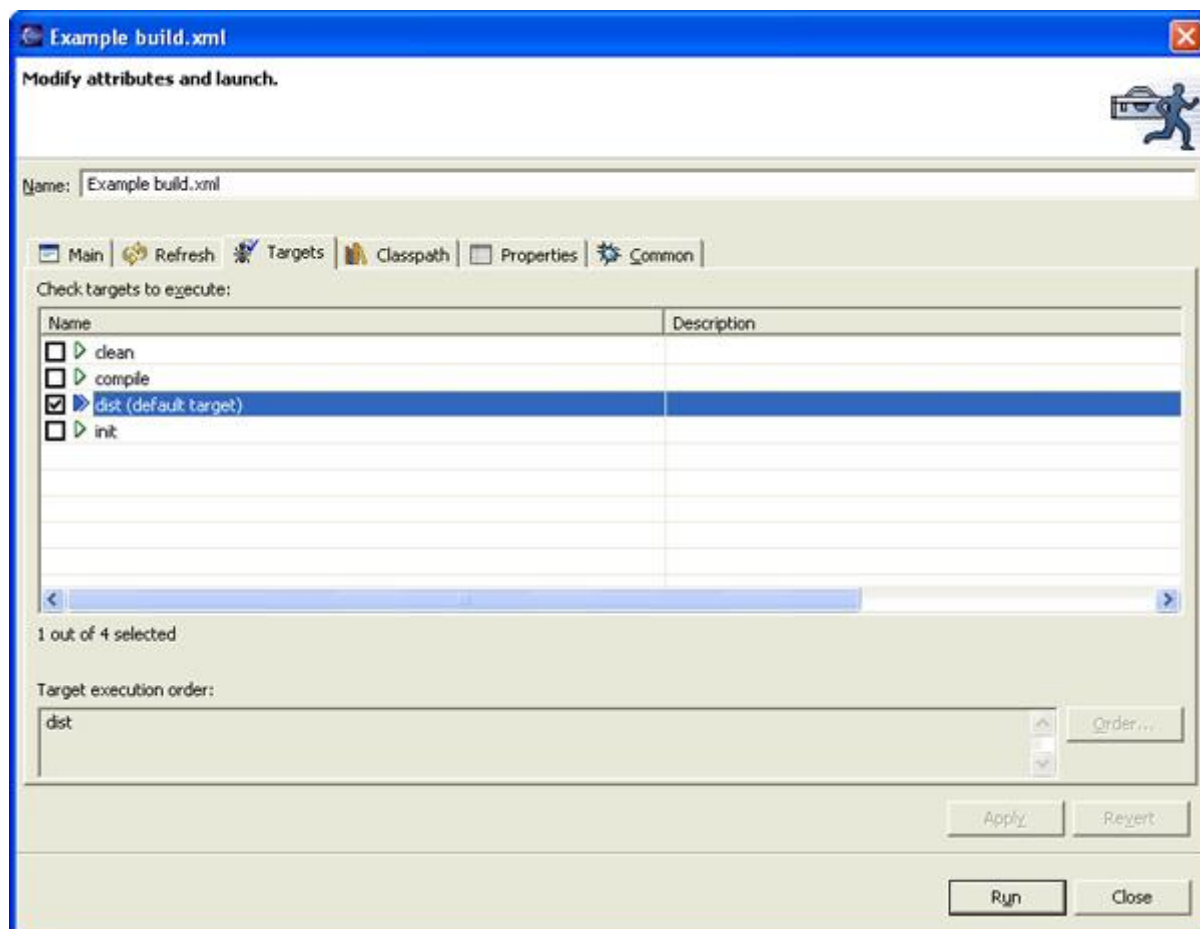 Example build.xml
Modify attributes and launch.
Name: Example build.xml
Main Refresh Targets Classpath Properties Common
Check targets to execute:
Name Description
clean
compile
dist (default target)
init
1 out of 4 selected
Target execution order:
dist
Order...
Apply Revert
Run Close